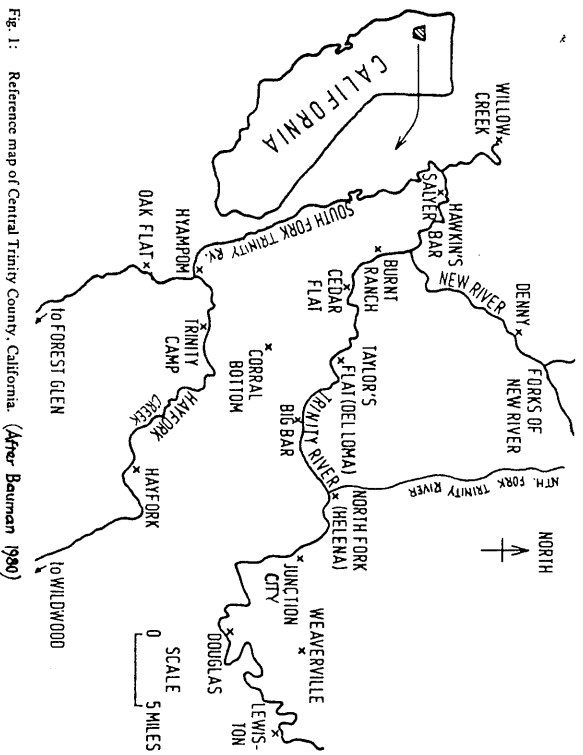 CALIFORNIA
WILLOW
CREEK
HAWKIN'S
BAR
SALYER
NEW RIVER
DENNY
FORKS OF
NEW RIVER
NTH. FORK TRINITY RIVER
NORTH
BURNT
RANCH
CEDAR
FLAT
TAYLOR'S
FLAT (DEL LOMA)
TRINITY RIVER
BIG BAR
NORTH FORK
(HELENA)
JUNCTION
CITY
WEAVERVILLE
DOUGLAS
LEWIS-
TON
SOUTH FORK TRINITY RV.
HYAMPOM
OAK FLAT
TRINITY
CAMP
CORRAL
BOTTOM
HAYFORK
CREEK
HAYFORK
to FOREST GLEN
to WILDWOOD
SCALE
0 5 MILES
Fig. 1: Reference map of Central Trinity County, California. (After Bauman 1980)